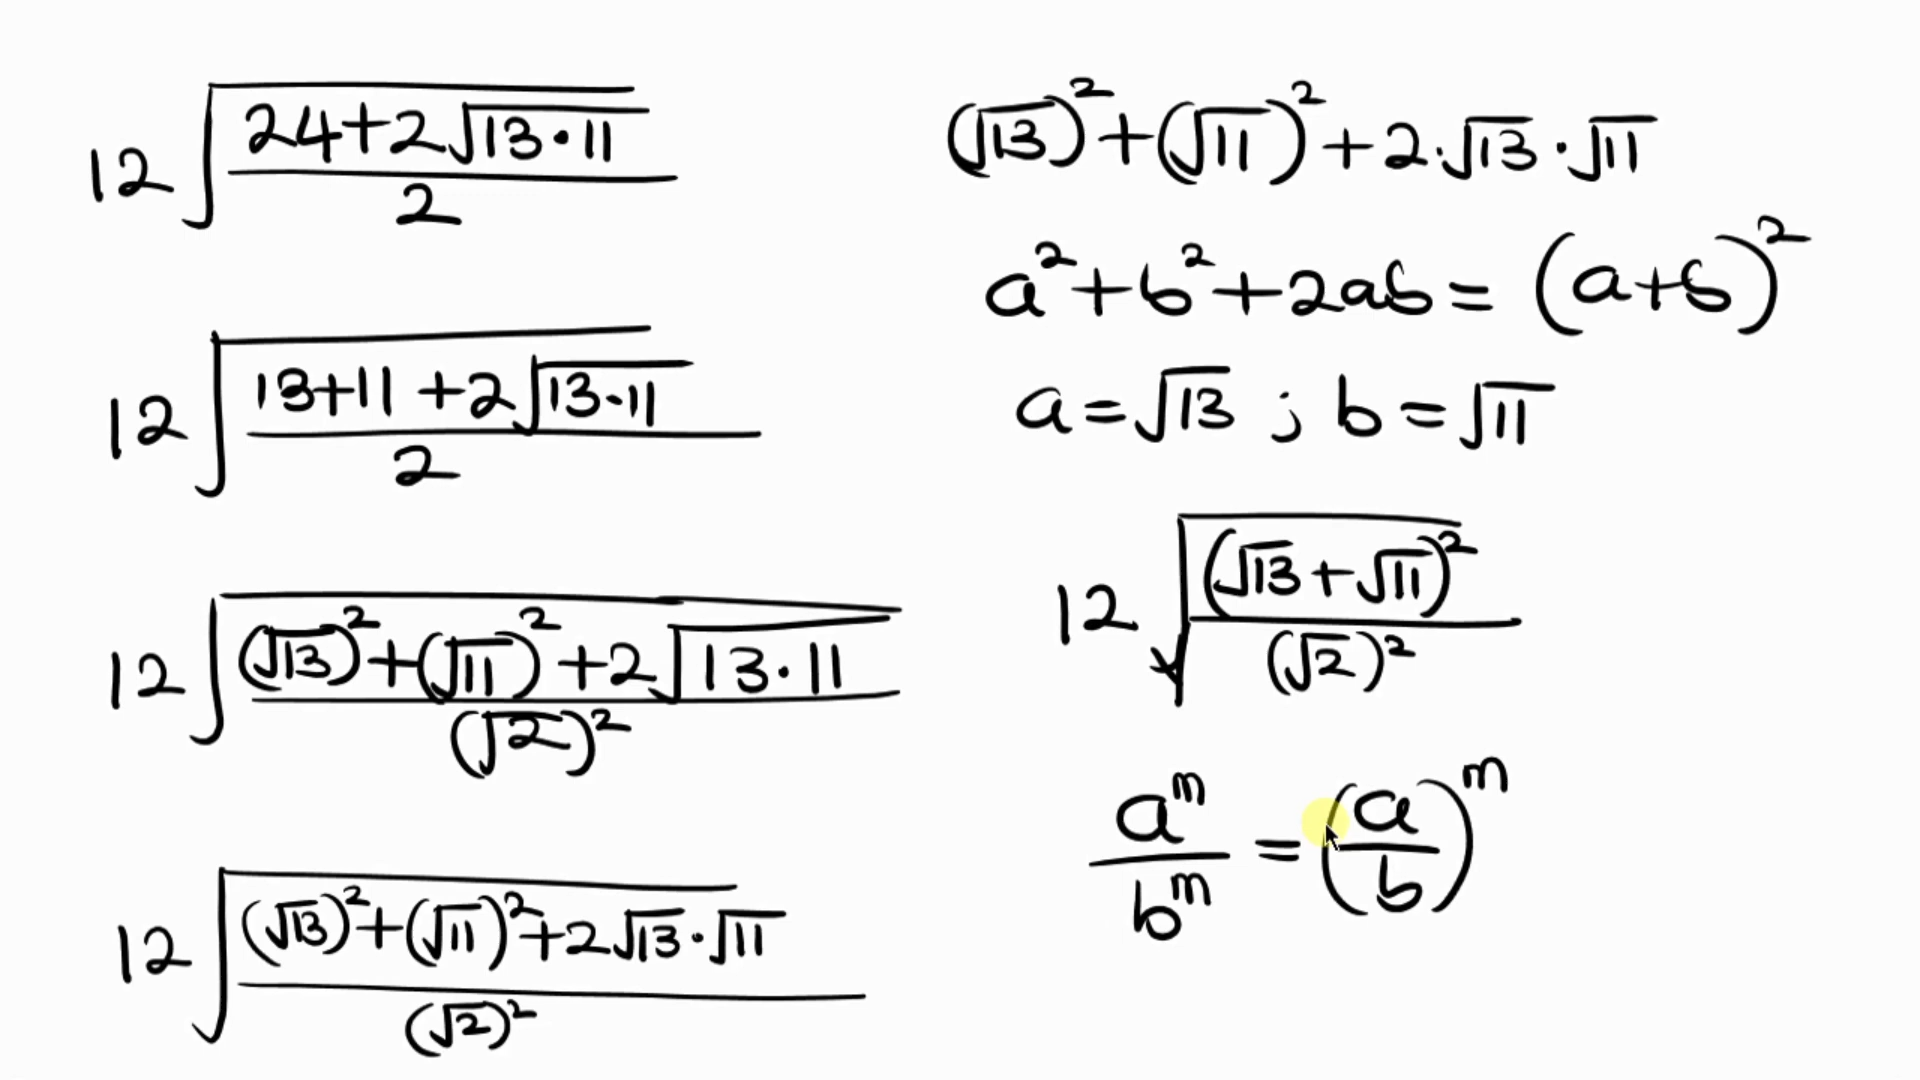 12√((24+2√(13·11))/2)
12√((13+11+2√(13·11))/2)
12√(((√13)²+(√11)²+2√(13·11))/(√2)²)
12√(((√13)²+(√11)²+2√13·√11)/(√2)²)
(√13)²+(√11)²+2·√13·√11
a²+b²+2ab=(a+b)²
a=√13 ; b=√11
12√((√13+√11)²/(√2)²)
aᵐ/bᵐ=(a/b)ᵐ